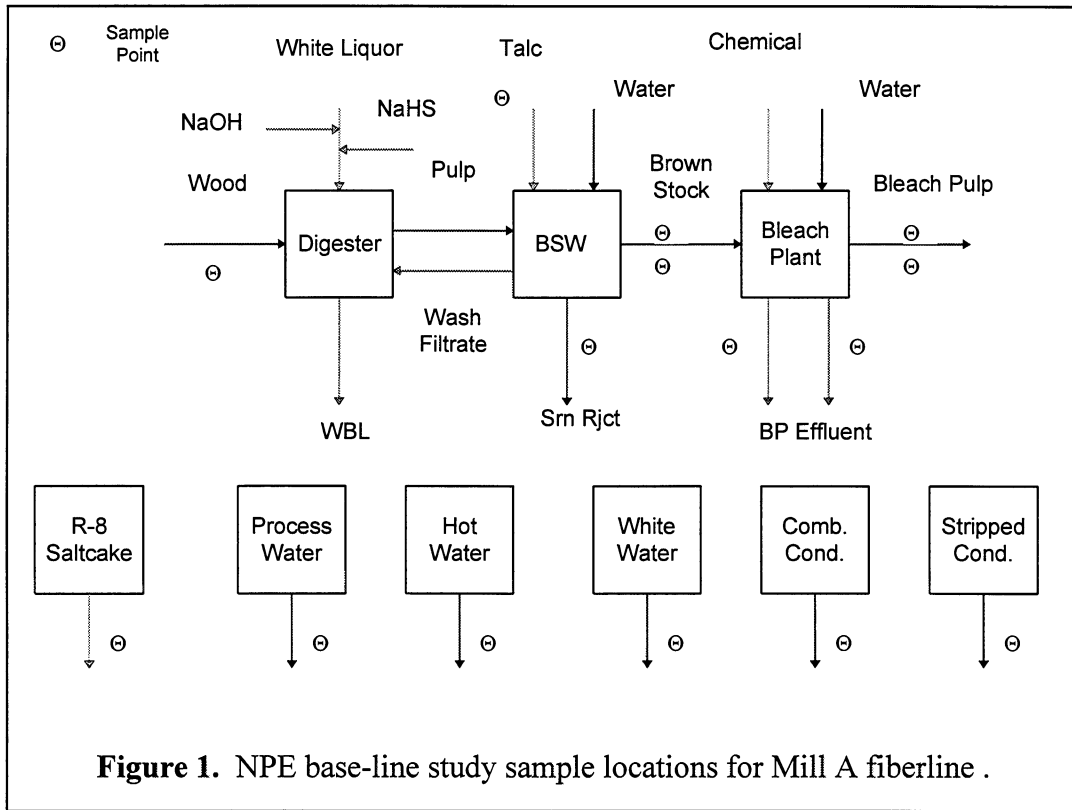 Θ Sample Point
White Liquor
Talc
Chemical
Θ
Water
Water
NaOH
NaHS
Wood
Pulp
Brown
Stock
Bleach Pulp
Digester
BSW
Θ
Θ
Bleach
Plant
Θ
Θ
Θ
Wash
Filtrate
Θ
Θ
Θ
WBL
Srn Rjct
BP Effluent
R-8
Saltcake
Process
Water
Hot
Water
White
Water
Comb.
Cond.
Stripped
Cond.
Θ
Θ
Θ
Θ
Θ
Θ
Figure 1. NPE base-line study sample locations for Mill A fiberline .